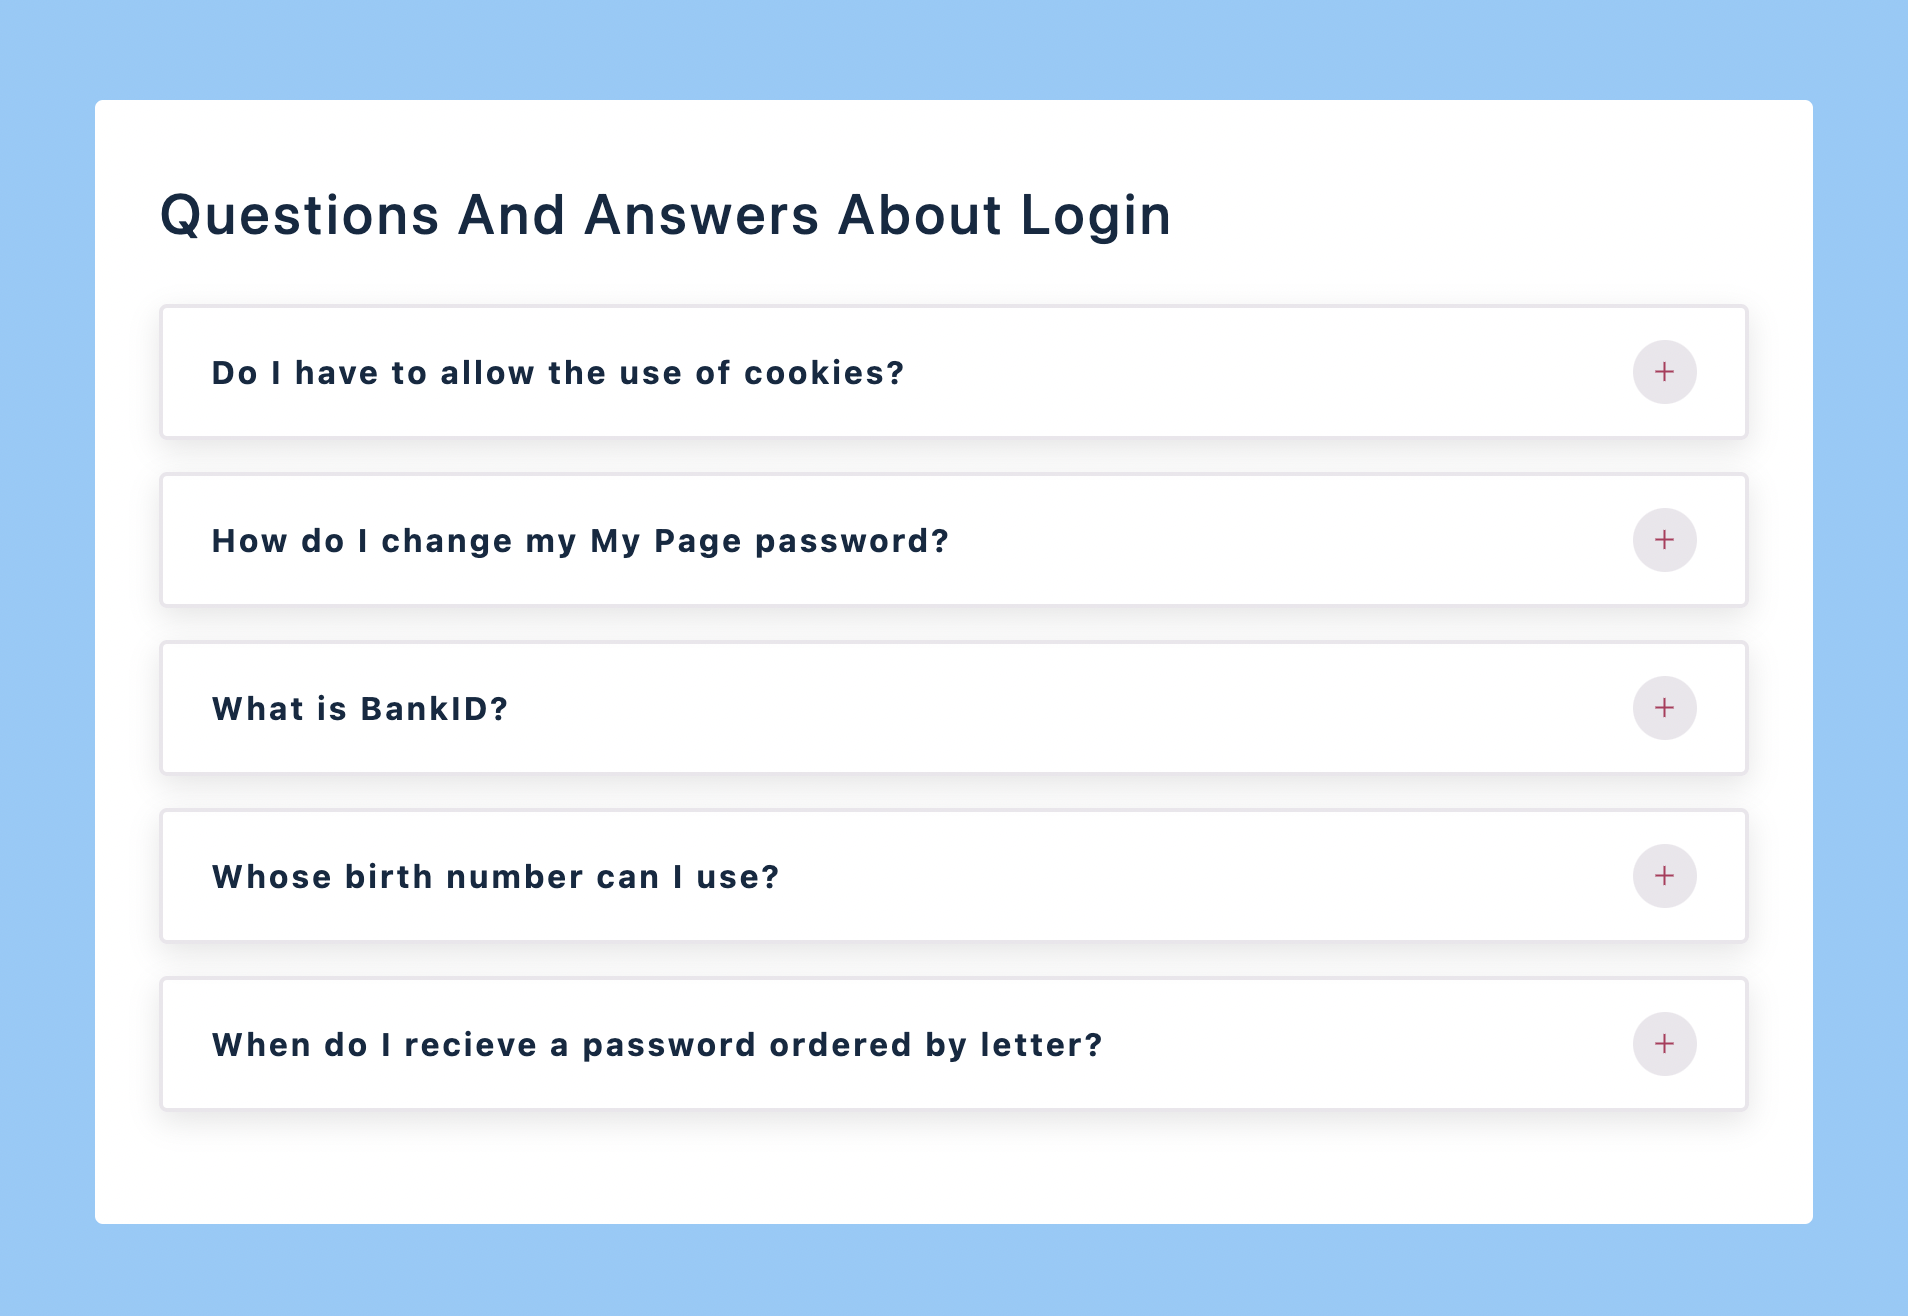 Questions And Answers About Login
Do I have to allow the use of cookies?
How do I change my My Page password?
What is BankID?
Whose birth number can I use?
When do I recieve a password ordered by letter?